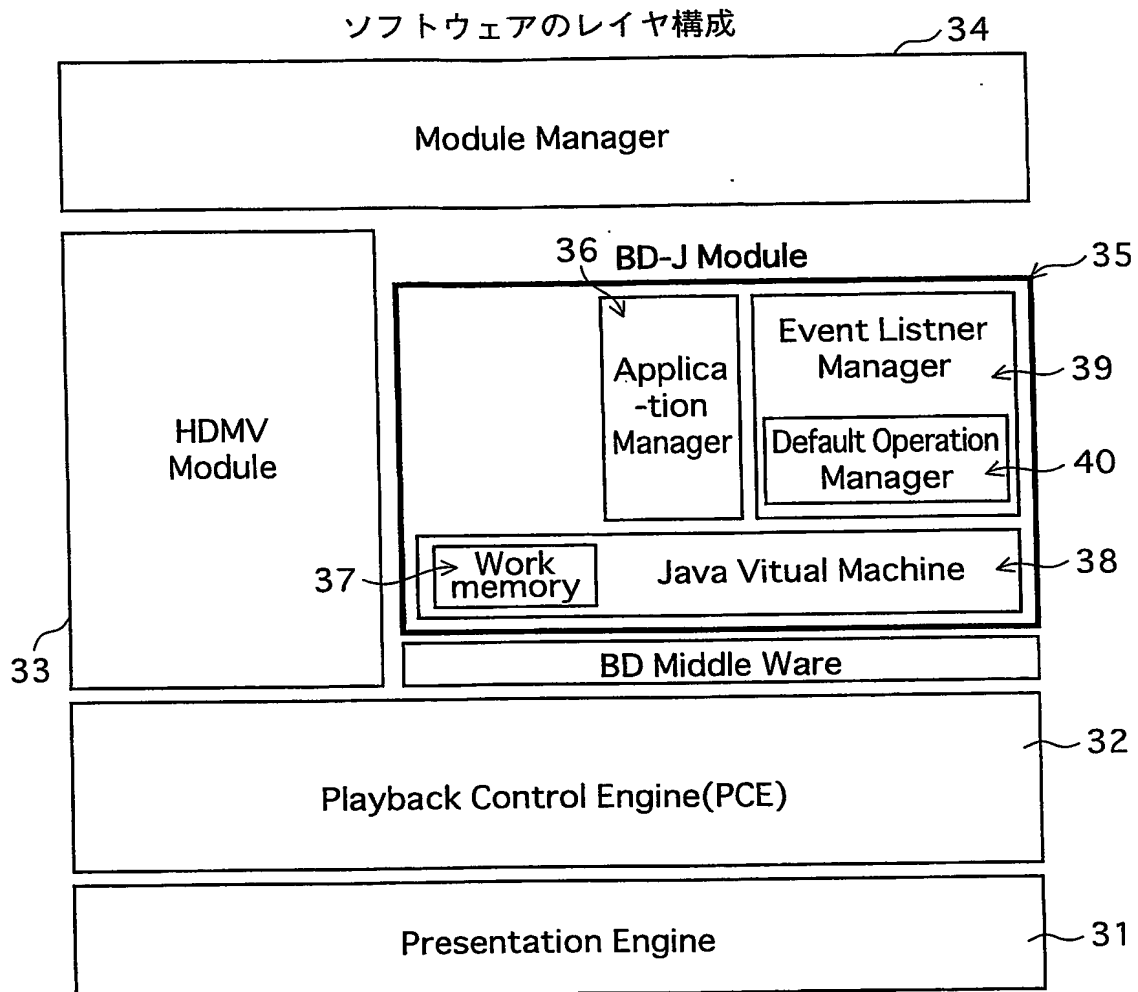 ソフトウェアのレイヤ構成
34
Module Manager
36
BD-J Module
35
HDMV
Module
Applica
-tion
Manager
Event Listner
Manager
39
Default Operation
Manager
40
37
Work
memory
Java Vitual Machine
38
33
BD Middle Ware
32
Playback Control Engine(PCE)
Presentation Engine
31